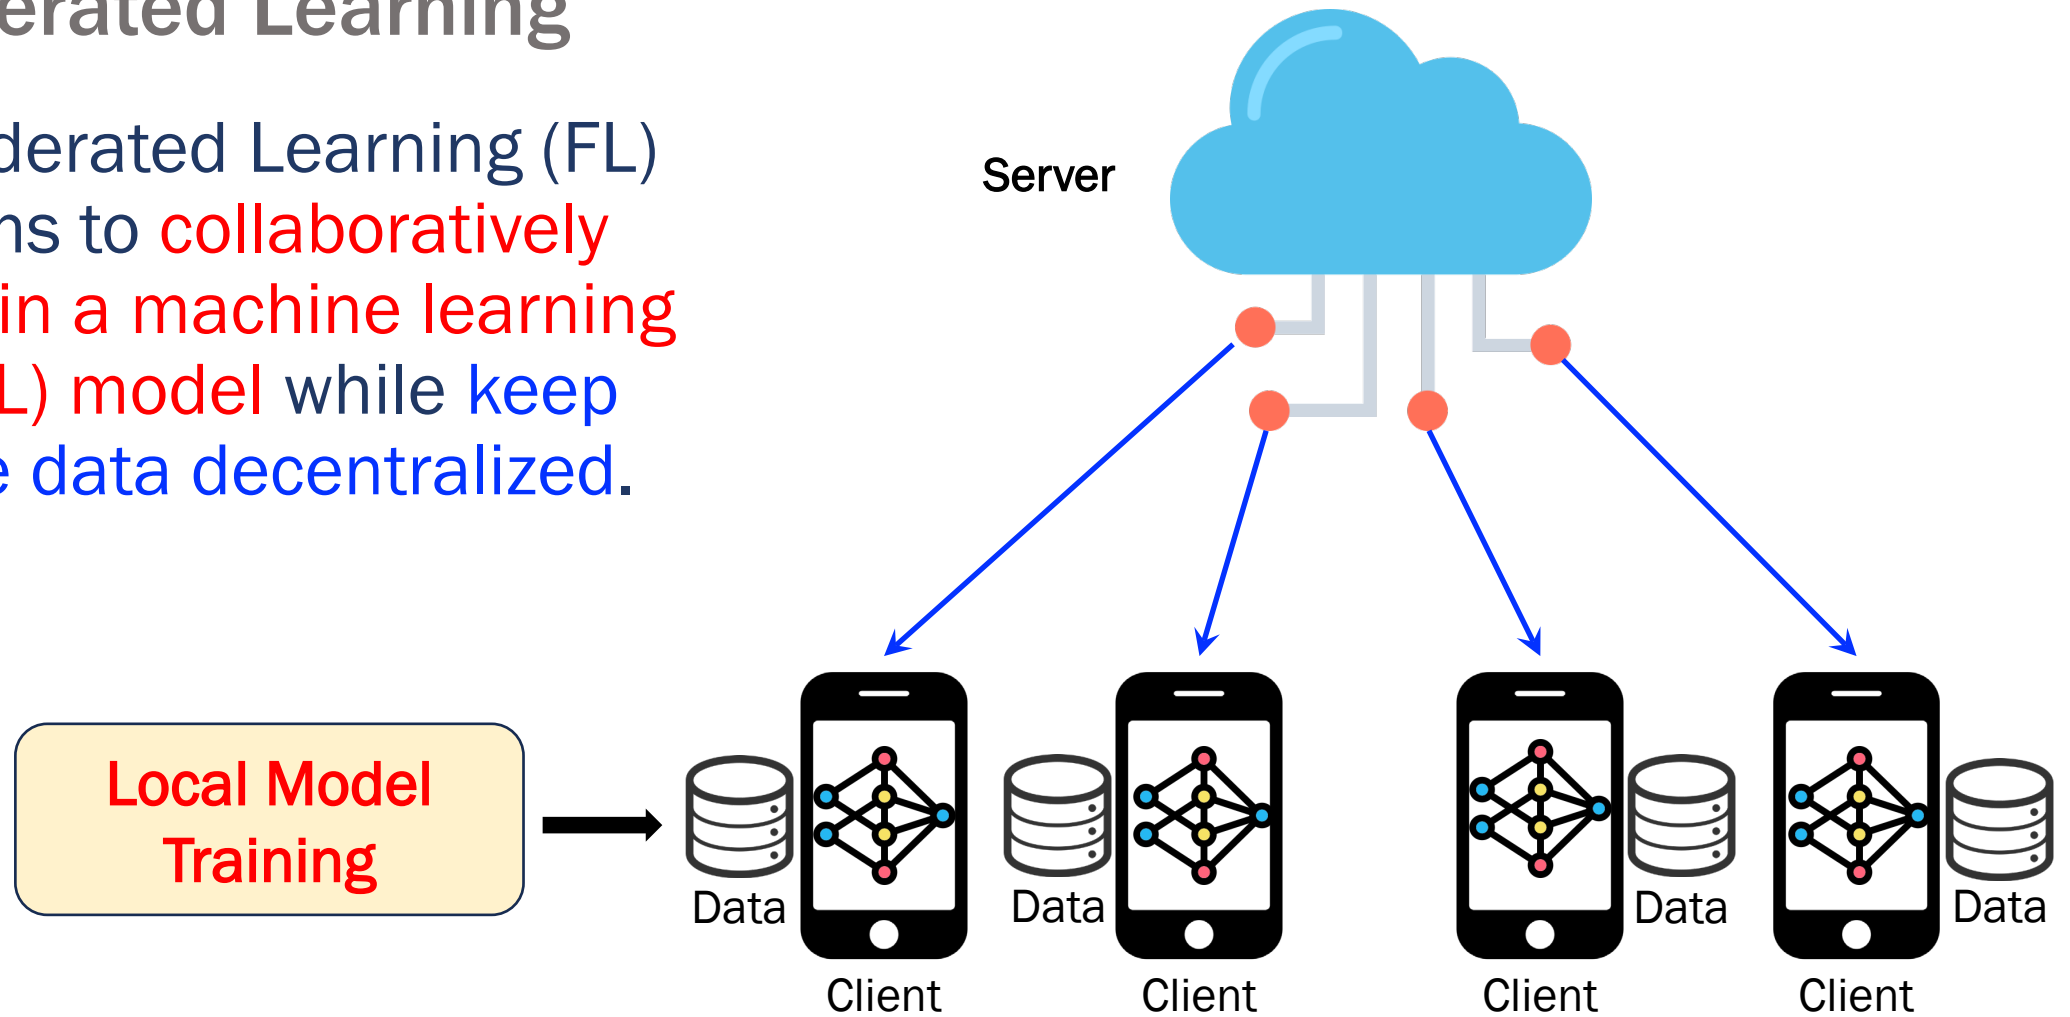 erated Learning
derated Learning (FL)
ns to collaboratively
in a machine learning
L) model while keep
e data decentralized.
Server
Local Model
Training
Data
Data
Data
Data
Client
Client
Client
Client